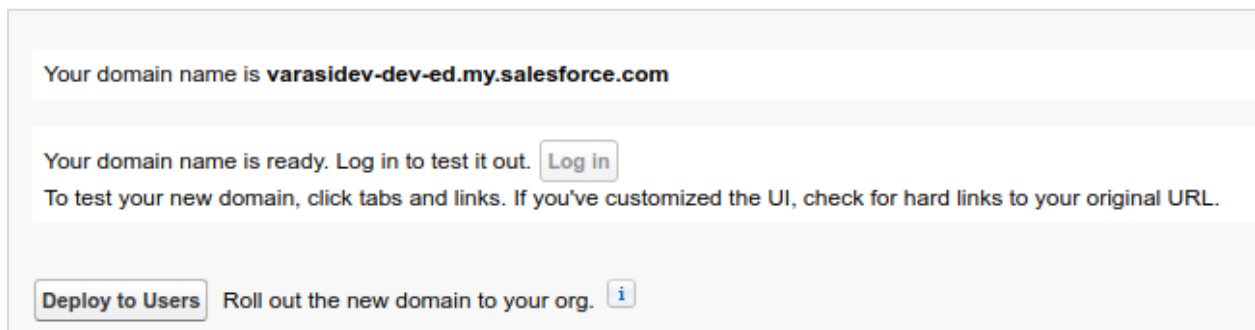 Your domain name is varasidev-dev-ed.my.salesforce.com
Your domain name is ready. Log in to test it out. Log in
To test your new domain, click tabs and links. If you've customized the UI, check for hard links to your original URL.
Deploy to Users Roll out the new domain to your org. i